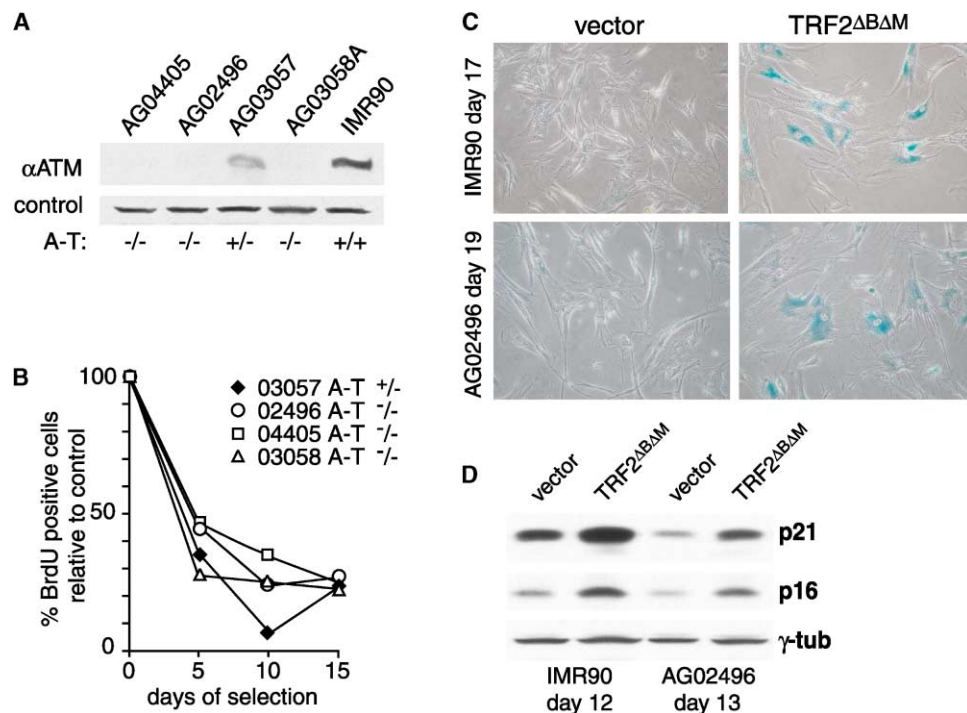 A
AG04405
AG02496
AG03057
AG03058A
IMR90
αATM
control
A-T: -/- -/- +/- -/- +/+
B
% BrdU positive cells
relative to control
100
50
0
0 5 10 15
days of selection
03057 A-T +/-
02496 A-T -/-
04405 A-T -/-
03058 A-T -/-
C
vector TRF2ΔBΔM
IMR90 day 17
AG02496 day 19
D
vector
TRF2ΔBΔM
vector
TRF2ΔBΔM
p21
p16
γ-tub
IMR90 AG02496
day 12 day 13